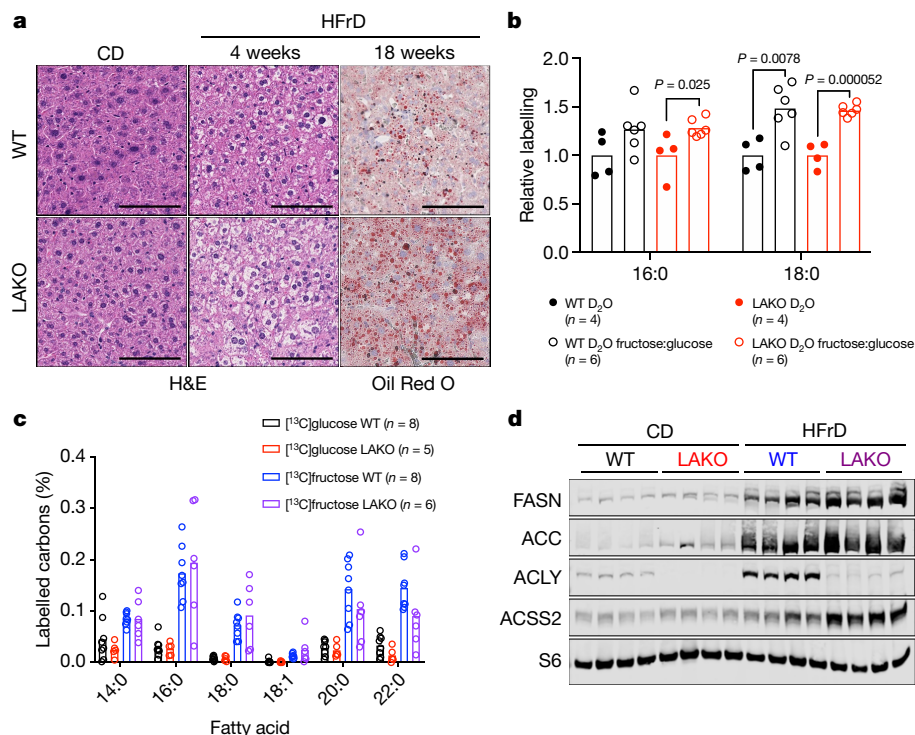 a
HFrD
CD
4 weeks
18 weeks
WT
LAKO
H&E
Oil Red O
b
Relative labelling
2.0
1.5
1.0
0.5
0.0
P = 0.0078
P = 0.025
P = 0.000052
16:0
18:0
WT D₂O
(n = 4)
LAKO D₂O
(n = 4)
WT D₂O fructose:glucose
(n = 6)
LAKO D₂O fructose:glucose
(n = 6)
c
[¹³C]glucose WT (n = 8)
[¹³C]glucose LAKO (n = 5)
[¹³C]fructose WT (n = 8)
[¹³C]fructose LAKO (n = 6)
Labelled carbons (%)
0.4
0.3
0.2
0.1
0.0
14:0
16:0
18:0
18:1
20:0
22:0
Fatty acid
d
CD
HFrD
WT
LAKO
WT
LAKO
FASN
ACC
ACLY
ACSS2
S6